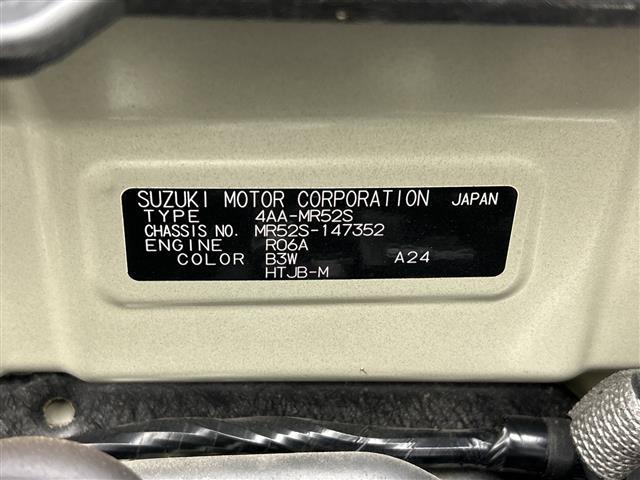 SUZUKI MOTOR CORPORATION JAPAN
TYPE 4AA-MR52S
CHASSIS NO. MR52S-147352
ENGINE R06A
COLOR B3W A24
HTJB-M